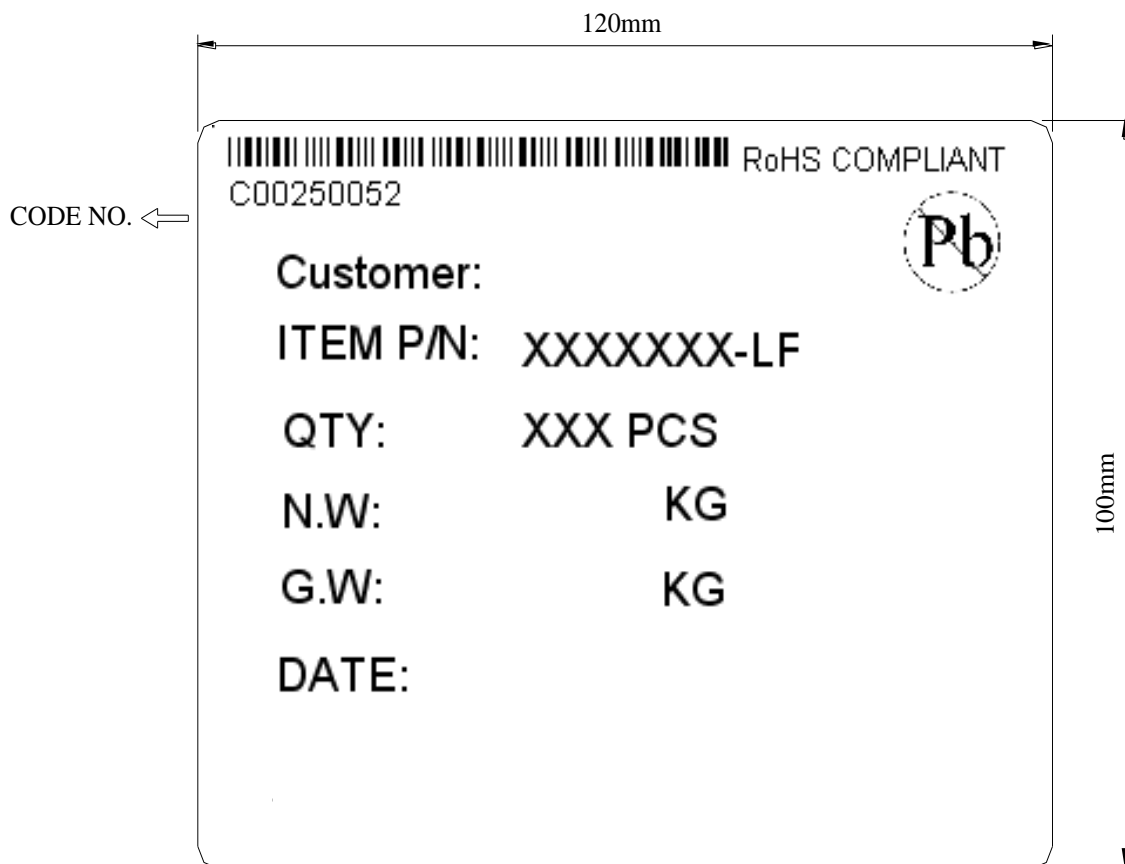 120mm
RoHS COMPLIANT
C00250052
CODE NO.
Pb
Customer:
ITEM P/N: XXXXXXX-LF
QTY: XXX PCS
N.W: KG
G.W: KG
DATE:
100mm